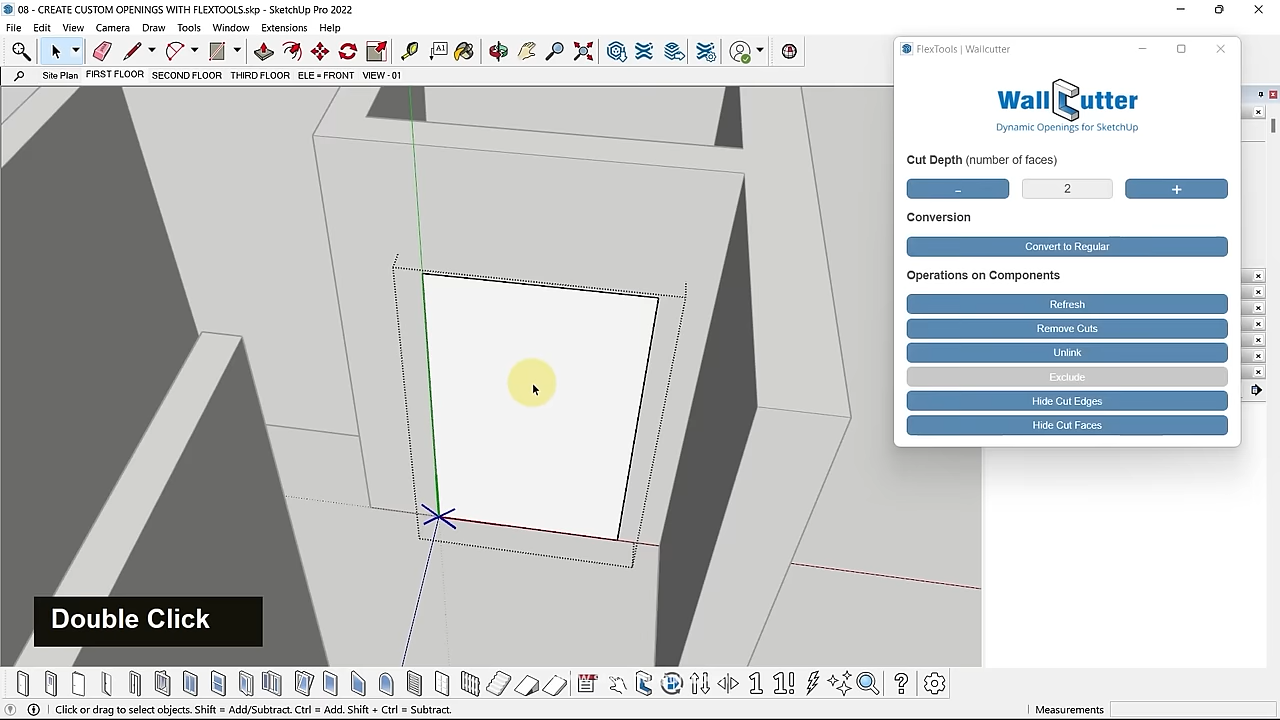 08 - CREATE CUSTOM OPENINGS WITH FLEXTOOLS.skp - SketchUp Pro 2022
File Edit View Camera Draw Tools Window Extensions Help
Site Plan FIRST FLOOR SECOND FLOOR THIRD FLOOR ELE = FRONT VIEW - 01
FlexTools | Wallcutter
Wall Cutter
Dynamic Openings for SketchUp
Cut Depth (number of faces)
- 2 +
Conversion
Convert to Regular
Operations on Components
Refresh
Remove Cuts
Unlink
Exclude
Hide Cut Edges
Hide Cut Faces
Double Click
1 1! ?
Click or drag to select objects. Shift = Add/Subtract. Ctrl = Add. Shift + Ctrl = Subtract.
Measurements